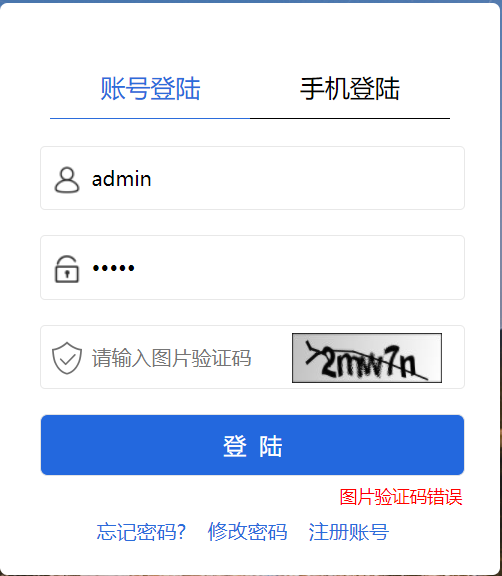 账号登陆 手机登陆
admin
•••••
请输入图片验证码 2mw7n
登 陆
图片验证码错误
忘记密码? 修改密码 注册账号